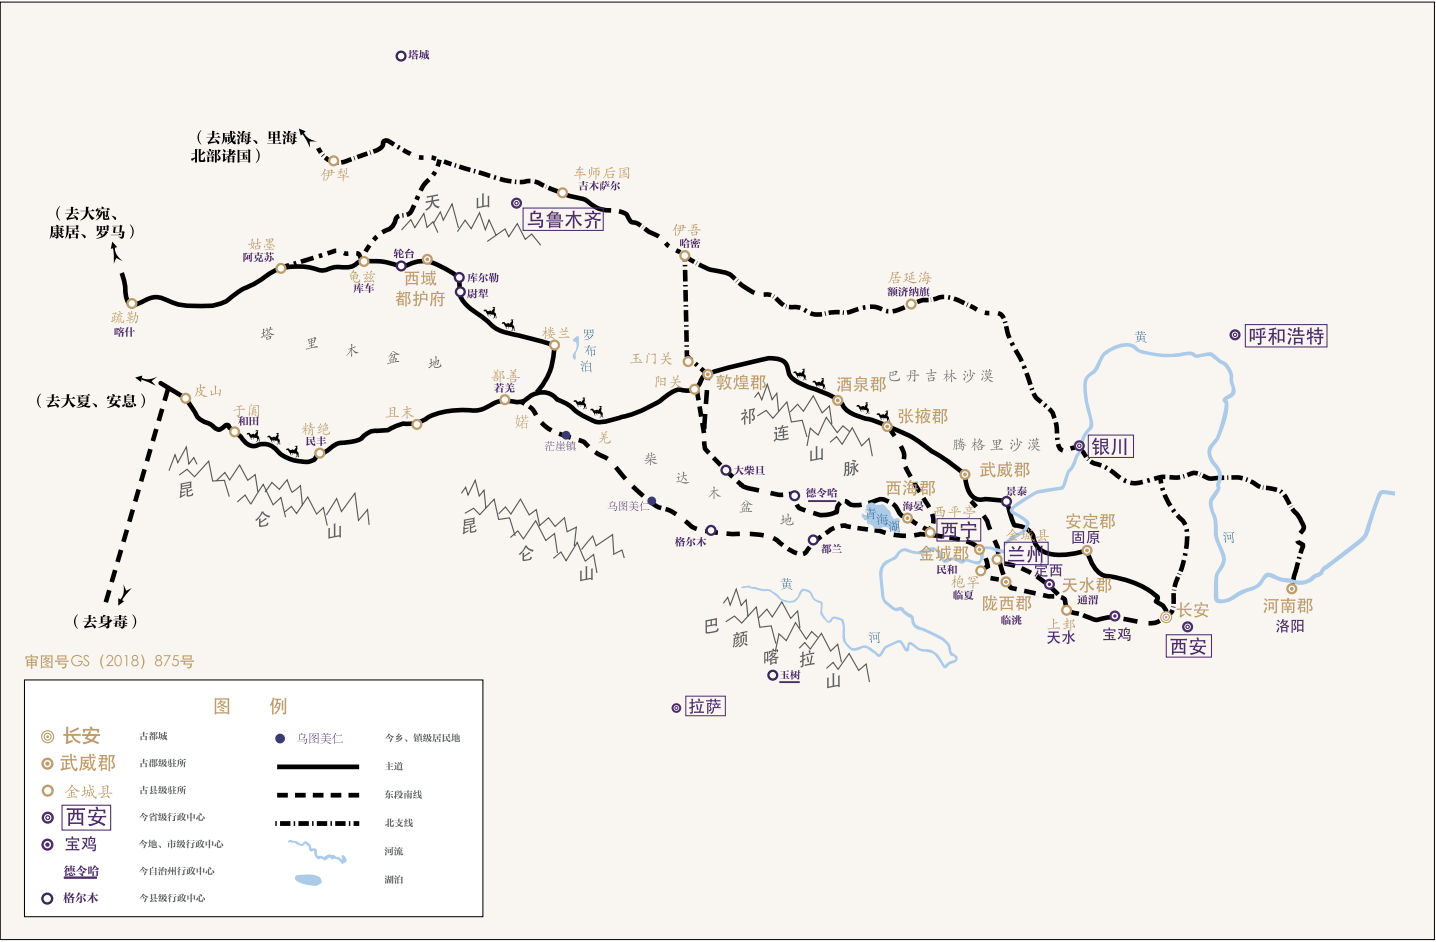 塔城
（去咸海、里海
北部诸国）
伊犁
车师后国
吉木萨尔
天
山
乌鲁木齐
（去大宛、
康居、罗马）
姑墨
阿克苏
龟兹
库车
轮台
西域
都护府
库尔勒
尉犁
伊吾
哈密
居延海
额济纳旗
呼和浩特
疏勒
喀什
塔
里
木
盆
地
楼兰
罗
布
泊
黄
玉门关
阳关
敦煌郡
酒泉郡
巴丹吉林沙漠
（去大夏、安息）
皮山
于阗
和田
精绝
民丰
且末
鄯善
若羌
婼
羌
茫崖镇
祁
连
山
脉
张掖郡
腾格里沙漠
银川
昆
仑
山
昆
仑
山
柴
达
木
盆
地
大柴旦
德令哈
乌图美仁
格尔木
都兰
武威郡
景泰
西海郡
海晏
青海湖
西平亭
西宁
金城县
兰州
金城郡
民和
安定郡
固原
定西
河
枹罕
临夏
陇西郡
临洮
天水郡
通渭
上邽
天水
宝鸡
长安
西安
河南郡
洛阳
（去身毒）
黄
河
巴
颜
喀
拉
山
玉树
拉萨
审图号GS（2018）875号
图 例
长安 古都城
武威郡 古郡级驻所
金城县 古县级驻所
西安 今省级行政中心
宝鸡 今地、市级行政中心
德令哈 今自治州行政中心
格尔木 今县级行政中心
乌图美仁 今乡、镇级居民地
主道
东段南线
北支线
河流
湖泊